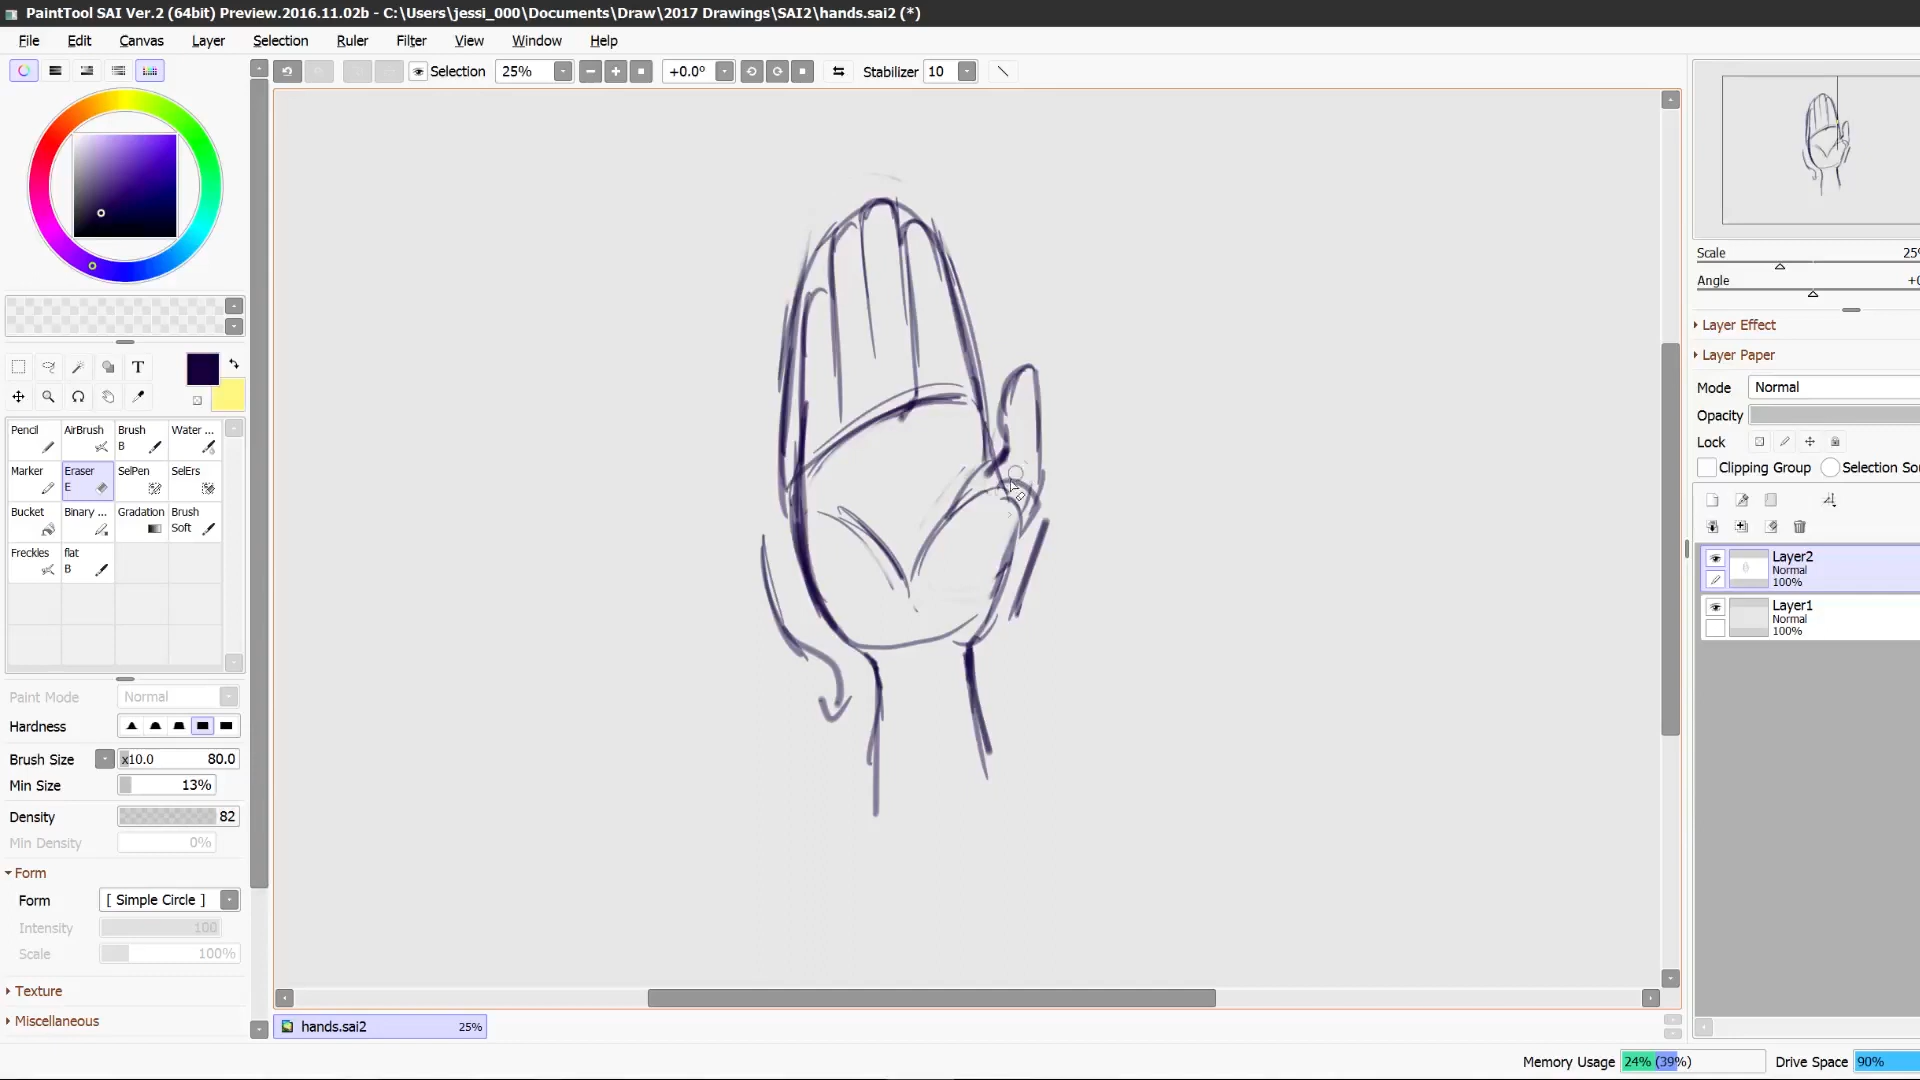 PaintTool SAI Ver.2 (64bit) Preview.2016.11.02b - C:\Users\jessi_000\Documents\Draw\2017 Drawings\SAI2\hands.sai2 (*)
File Edit Canvas Layer Selection Ruler Filter View Window Help
Selection 25% +0.0° Stabilizer 10
Scale 25%
Angle +0
Layer Effect
Layer Paper
Mode Normal
Opacity
Lock
Clipping Group Selection Sou
T
Pencil AirBrush Brush Water ...
B
Marker Eraser SelPen SelErs
E
Bucket Binary ... Gradation Brush
Soft
Freckles flat
B
Layer2
Normal
100%
Layer1
Normal
100%
Paint Mode Normal
Hardness
Brush Size x10.0 80.0
Min Size 13%
Density 82
Min Density 0%
Form
Form [ Simple Circle ]
Intensity 100
Scale 100%
Texture
Miscellaneous
hands.sai2 25%
Memory Usage 24% (39%) Drive Space 90%